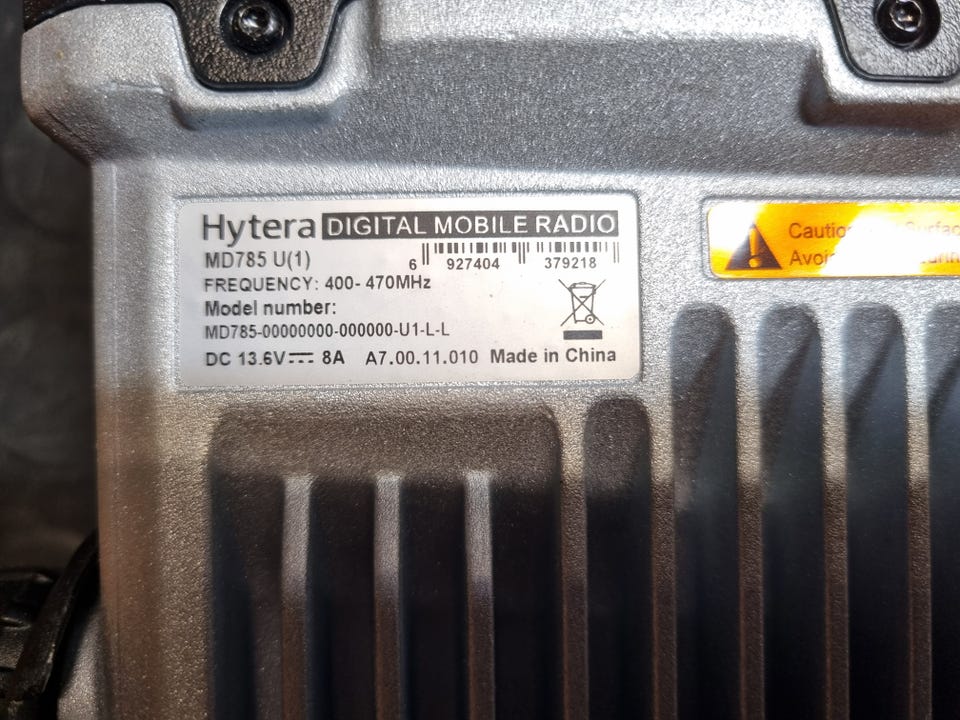 Hytera DIGITAL MOBILE RADIO
MD785 U(1)
6 927404 379218
FREQUENCY: 400- 470MHz
Model number:
MD785-00000000-000000-U1-L-L
DC 13.6V⎓ 8A A7.00.11.010 Made in China
Caution